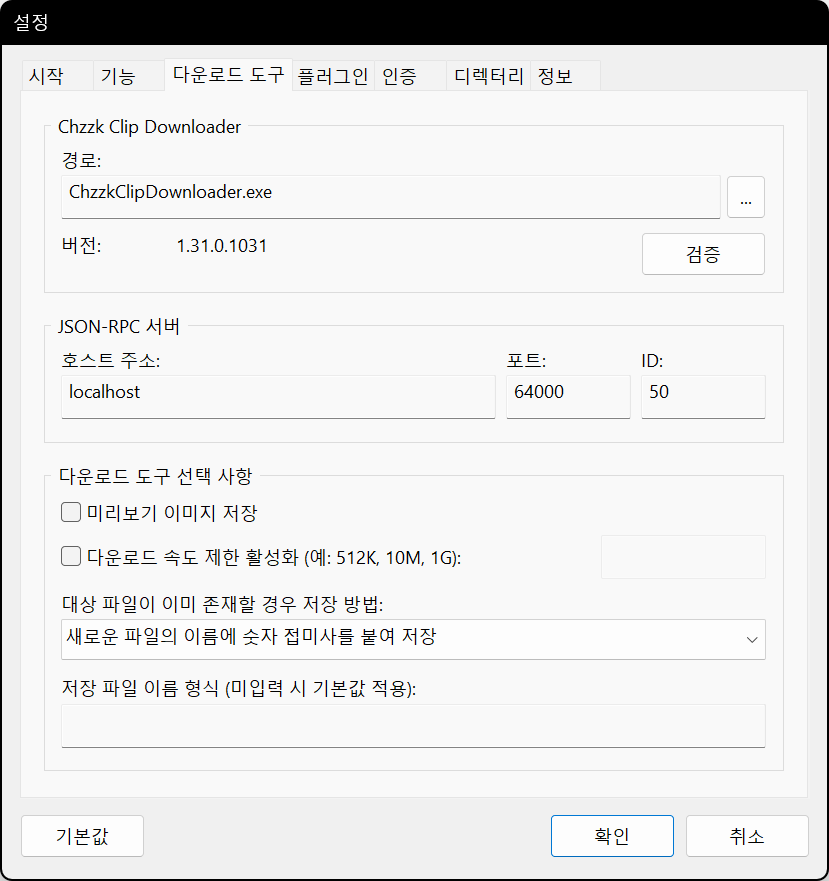 설정
시작 기능 다운로드 도구 플러그인 인증 디렉터리 정보
Chzzk Clip Downloader
경로:
ChzzkClipDownloader.exe ...
버전: 1.31.0.1031 검증
JSON-RPC 서버
호스트 주소: 포트: ID:
localhost 64000 50
다운로드 도구 선택 사항
미리보기 이미지 저장
다운로드 속도 제한 활성화 (예: 512K, 10M, 1G):
대상 파일이 이미 존재할 경우 저장 방법:
새로운 파일의 이름에 숫자 접미사를 붙여 저장
저장 파일 이름 형식 (미입력 시 기본값 적용):
기본값 확인 취소